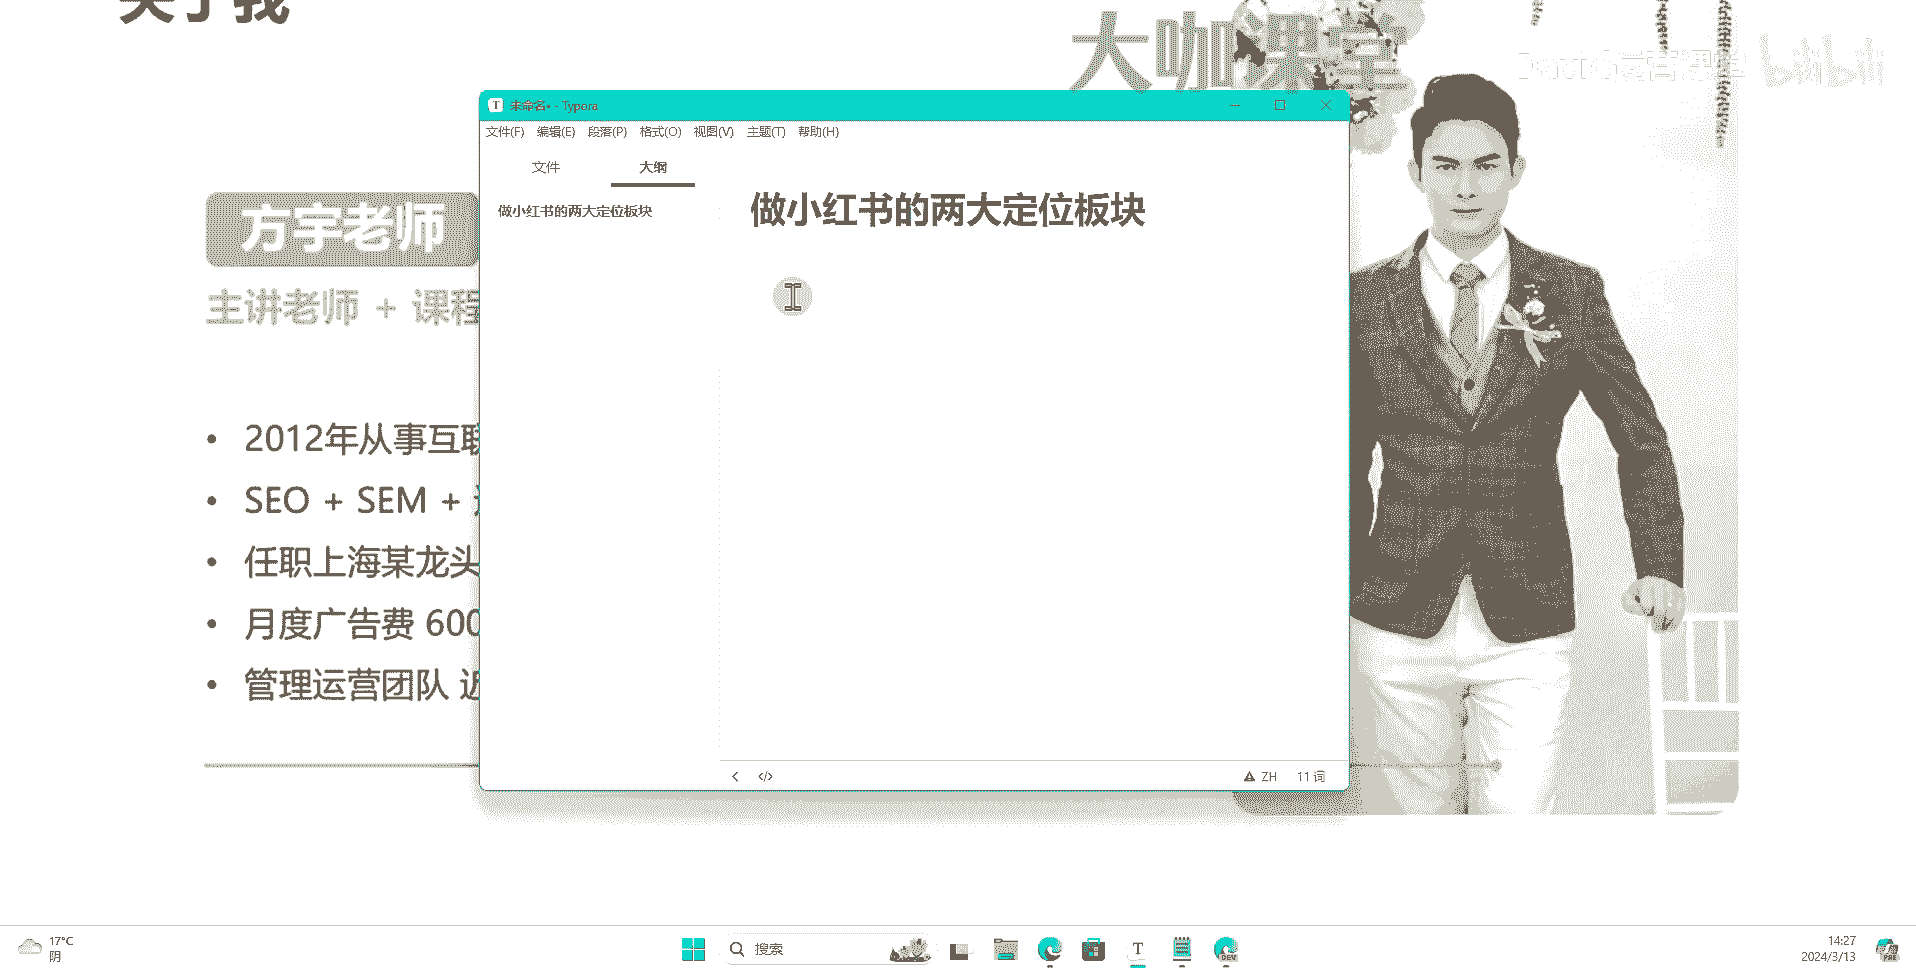 关于我
大咖课堂
bilibili
未命名• - Typora
文件(F) 编辑(E) 段落(P) 格式(O) 视图(V) 主题(T) 帮助(H)
文件 大纲
做小红书的两大定位板块
做小红书的两大定位板块
方宇老师
主讲老师 + 课程
2012年从事互联
SEO + SEM +
任职上海某龙头
月度广告费 600
管理运营团队 近
ZH 11 词
17°C
阴
搜索
DEV
14:27
2024/3/13
PRE